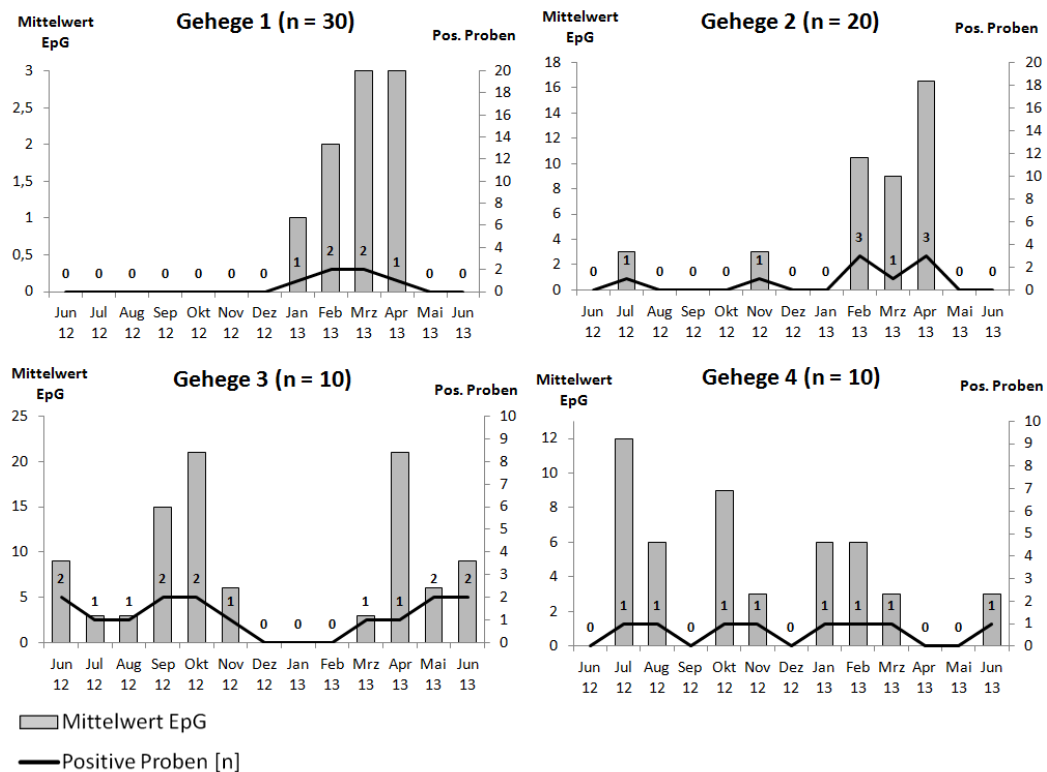 Gehege 1 (n = 30)
Mittelwert
EpG
Pos. Proben
3
2,5
2
1,5
1
0,5
0
20
18
16
14
12
10
8
6
4
2
0
0 0 0 0 0 0 0 1 2 2 1 0 0
Jun Jul Aug Sep Okt Nov Dez Jan Feb Mrz Apr Mai Jun
12 12 12 12 12 12 12 13 13 13 13 13 13
Gehege 2 (n = 20)
Mittelwert
EpG
Pos. Proben
18
16
14
12
10
8
6
4
2
0
20
18
16
14
12
10
8
6
4
2
0
0 1 0 0 0 1 0 0 3 1 3 0 0
Jun Jul Aug Sep Okt Nov Dez Jan Feb Mrz Apr Mai Jun
12 12 12 12 12 12 12 13 13 13 13 13 13
Gehege 3 (n = 10)
Mittelwert
EpG
Pos. Proben
25
20
15
10
5
0
10
9
8
7
6
5
4
3
2
1
0
2 1 1 2 2 1 0 0 0 1 1 2 2
Jun Jul Aug Sep Okt Nov Dez Jan Feb Mrz Apr Mai Jun
12 12 12 12 12 12 12 13 13 13 13 13 13
Gehege 4 (n = 10)
Mittelwert
EpG
Pos. Proben
12
10
8
6
4
2
0
10
9
8
7
6
5
4
3
2
1
0
0 1 1 0 1 1 0 1 1 1 0 0 1
Jun Jul Aug Sep Okt Nov Dez Jan Feb Mrz Apr Mai Jun
12 12 12 12 12 12 12 13 13 13 13 13 13
Mittelwert EpG
Positive Proben [n]